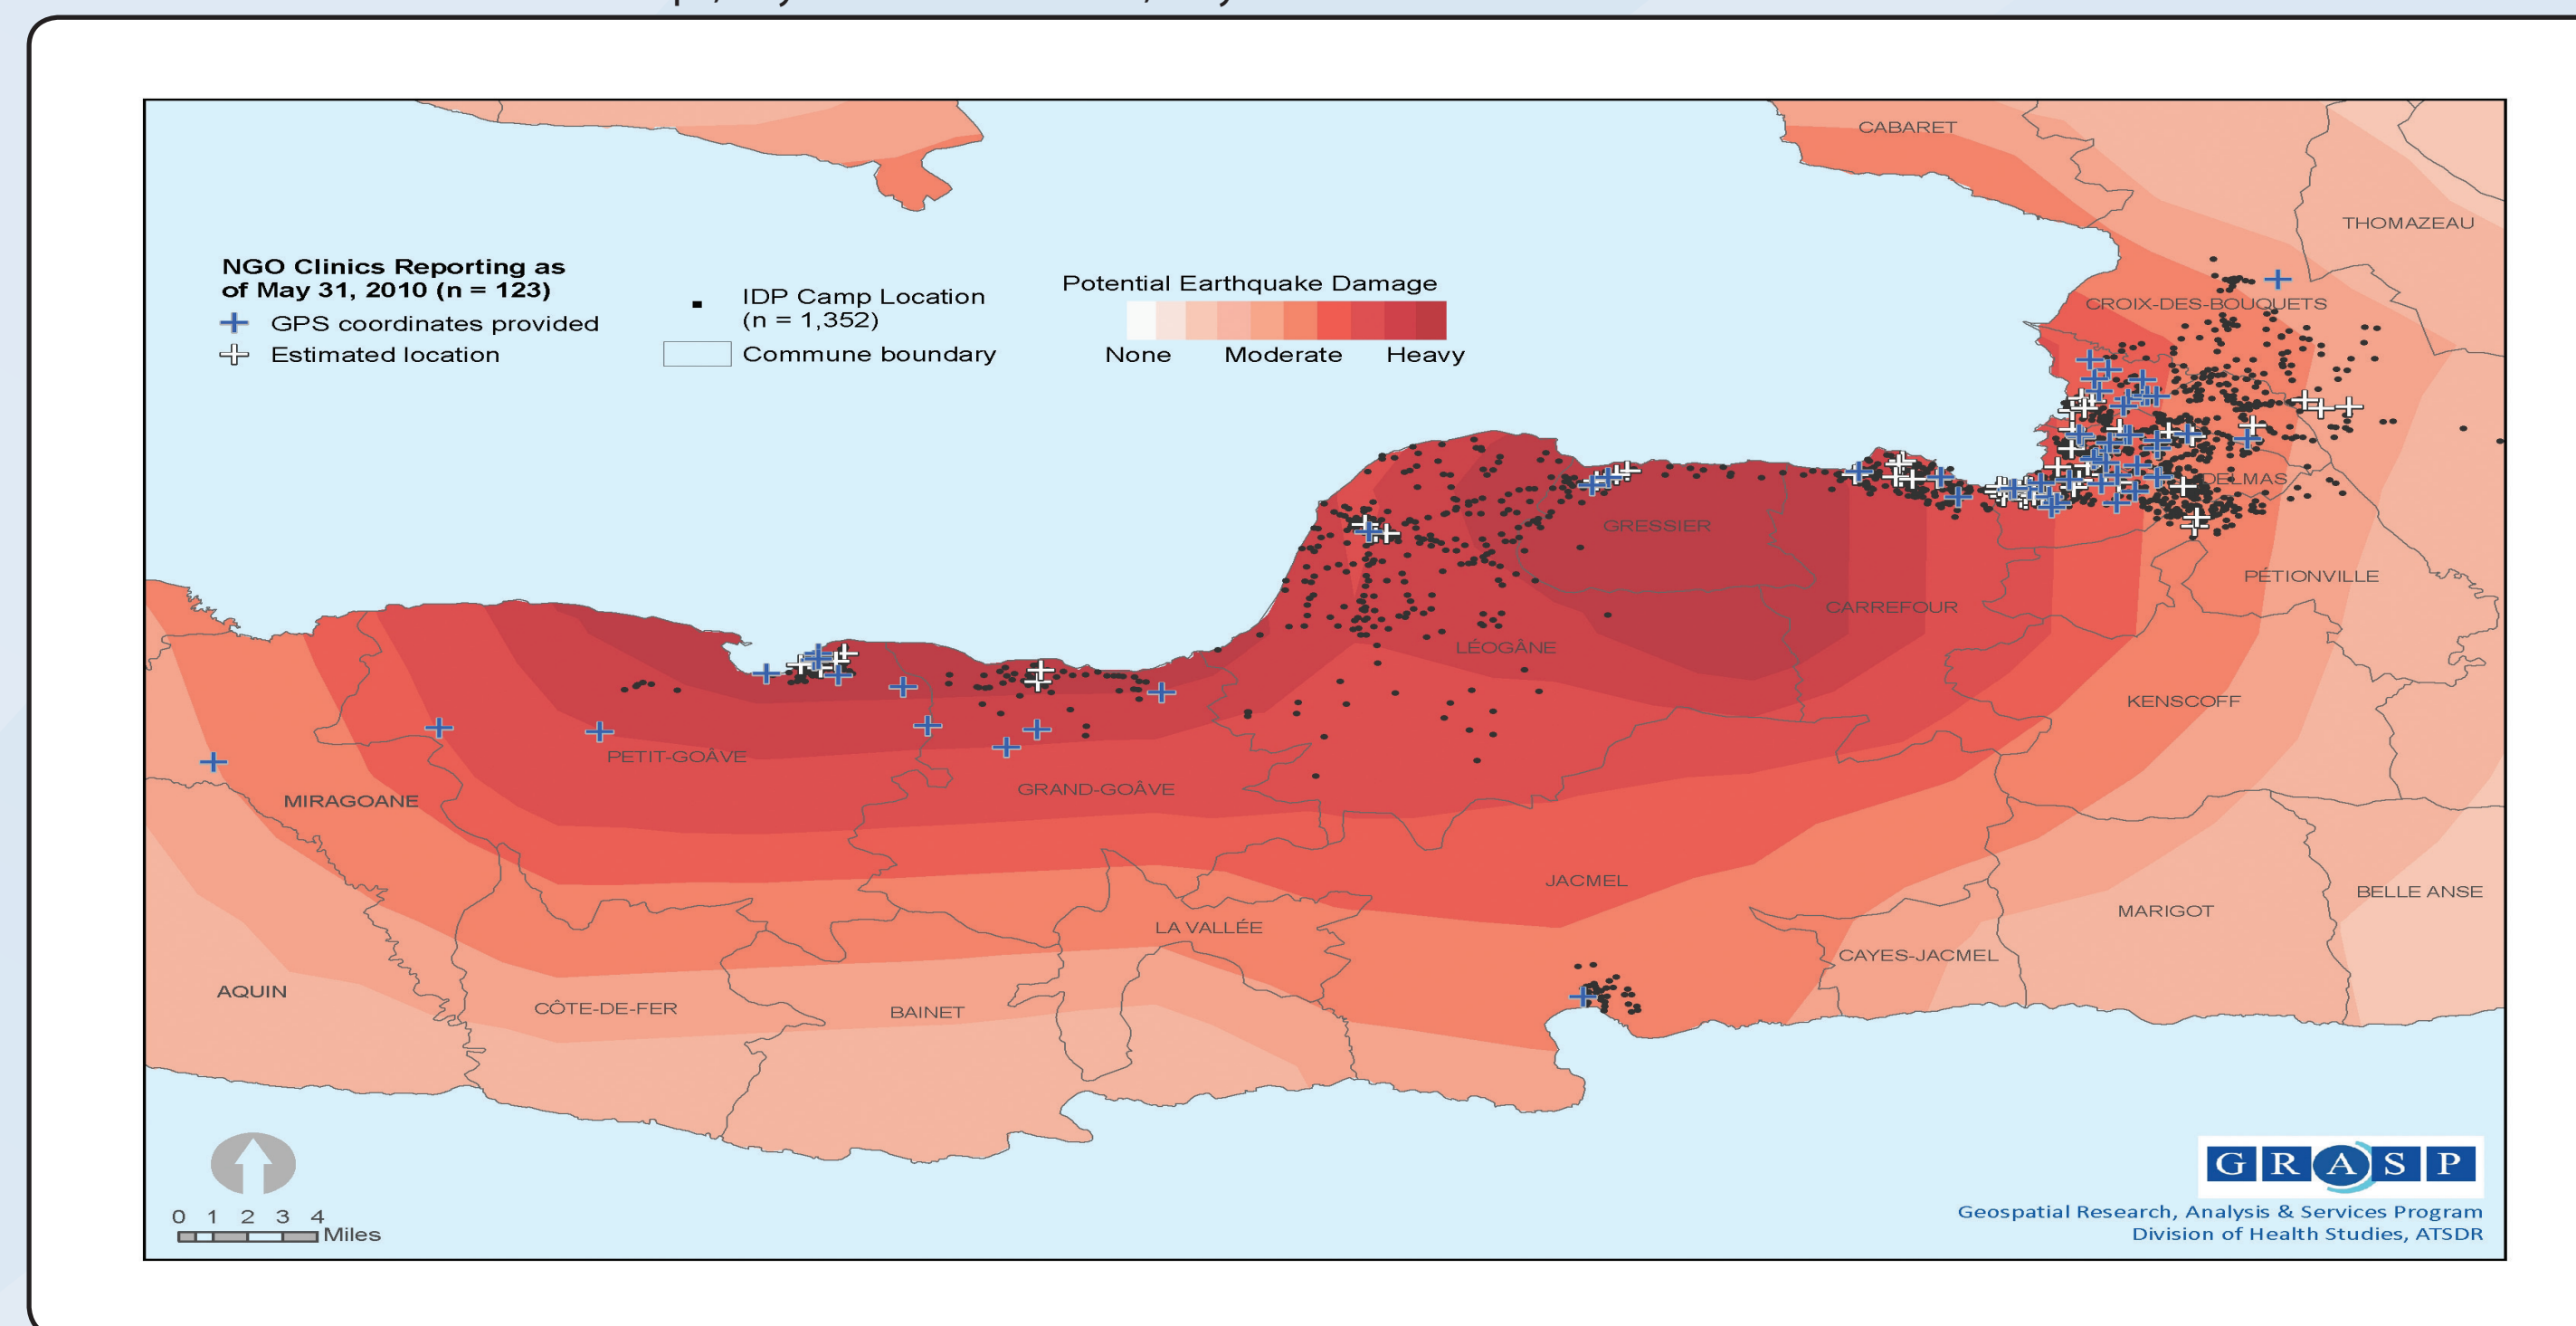 NGO Clinics Reporting as
of May 31, 2010 (n = 123)
GPS coordinates provided
Estimated location
IDP Camp Location
(n = 1,352)
Commune boundary
Potential Earthquake Damage
None Moderate Heavy
CABARET
THOMAZEAU
CROIX-DES-BOUQUETS
DELMAS
GRESSIER
PÉTIONVILLE
CARREFOUR
LÉOGÂNE
KENSCOFF
PETIT-GOÂVE
GRAND-GOÂVE
MIRAGOANE
JACMEL
BELLE ANSE
MARIGOT
LA VALLÉE
CAYES-JACMEL
AQUIN
CÔTE-DE-FER
BAINET
0 1 2 3 4
Miles
GRASP
Geospatial Research, Analysis & Services Program
Division of Health Studies, ATSDR